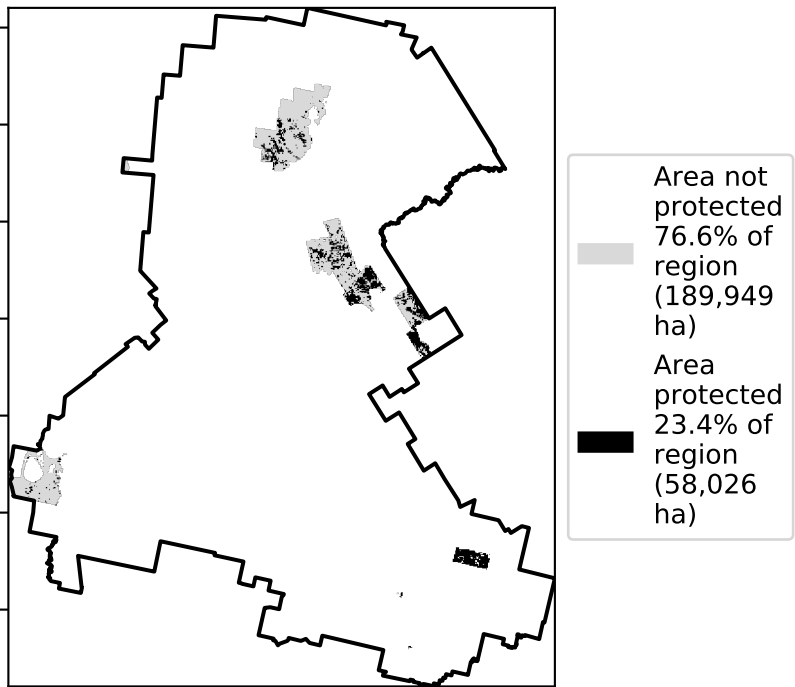 Area not
protected
76.6% of
region
(189,949
ha)
Area
protected
23.4% of
region
(58,026
ha)